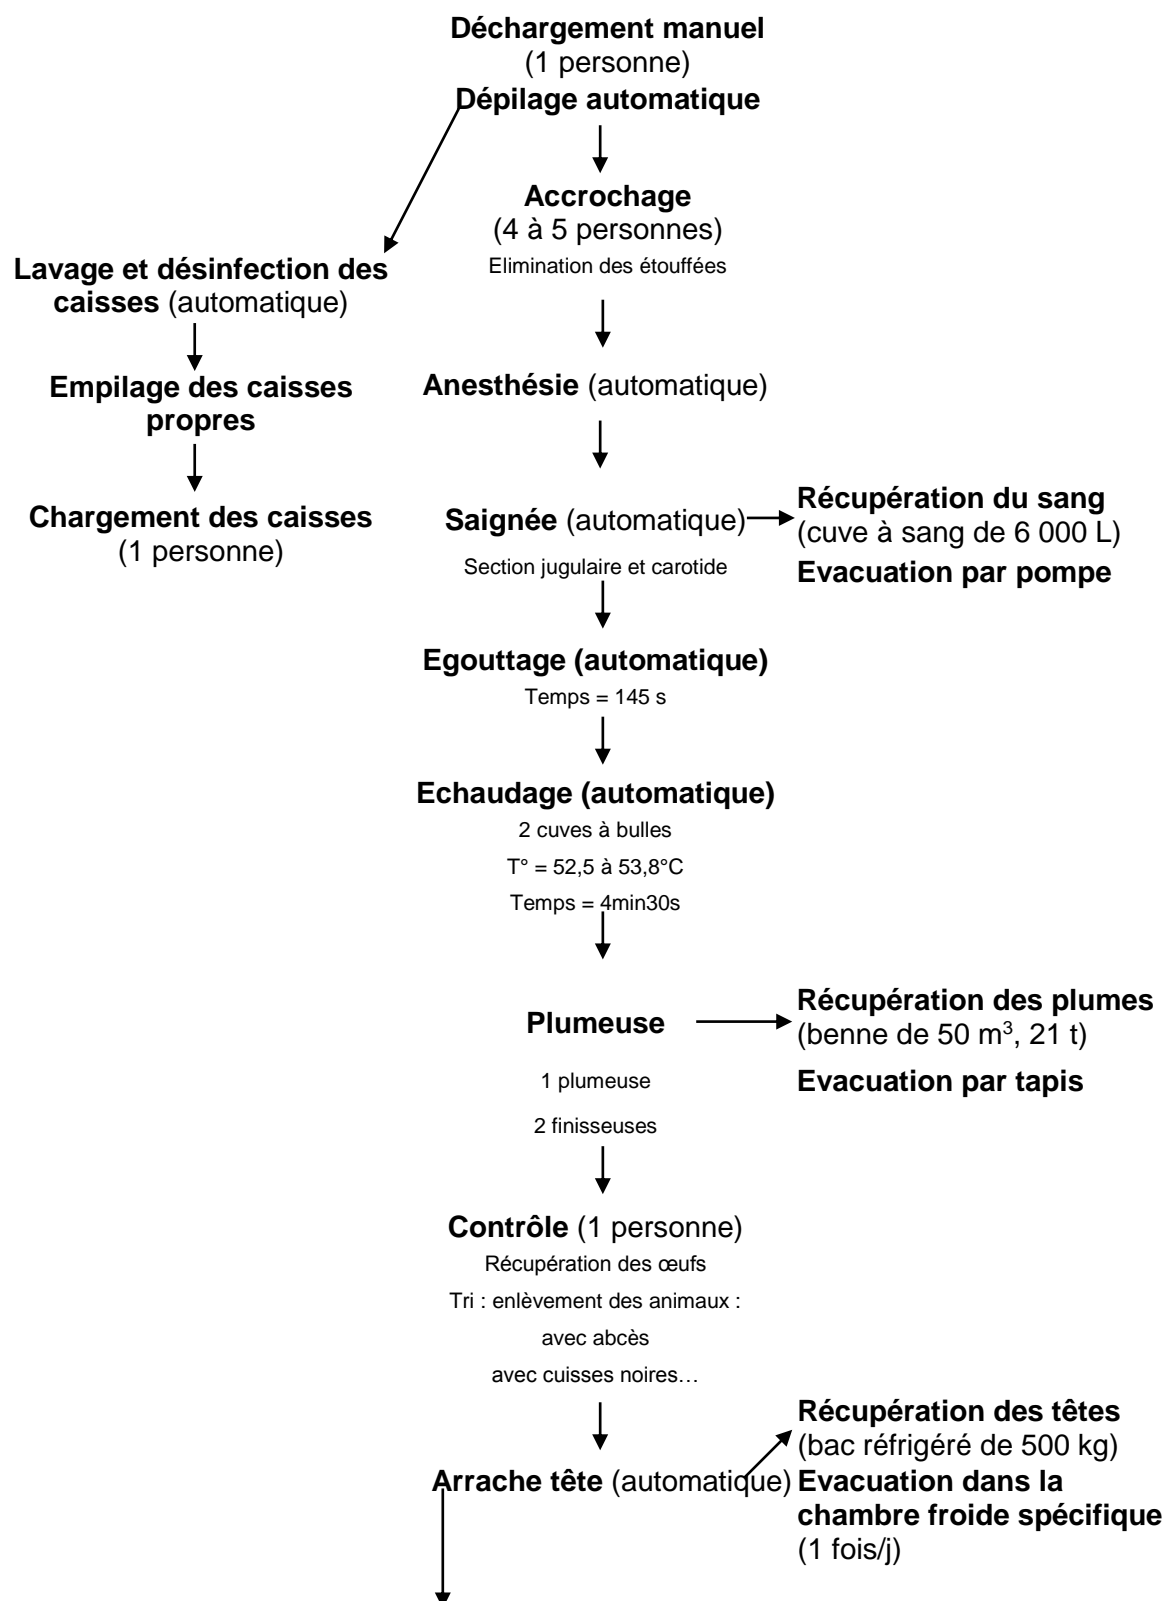 Déchargement manuel
(1 personne)
Dépilage automatique
Accrochage
(4 à 5 personnes)
Elimination des étouffées
Lavage et désinfection des
caisses (automatique)
Empilage des caisses
propres
Chargement des caisses
(1 personne)
Anesthésie (automatique)
Saignée (automatique)
Section jugulaire et carotide
Récupération du sang
(cuve à sang de 6 000 L)
Evacuation par pompe
Egouttage (automatique)
Temps = 145 s
Echaudage (automatique)
2 cuves à bulles
T° = 52,5 à 53,8°C
Temps = 4min30s
Plumeuse
1 plumeuse
2 finisseuses
Récupération des plumes
(benne de 50 m³, 21 t)
Evacuation par tapis
Contrôle (1 personne)
Récupération des œufs
Tri : enlèvement des animaux :
avec abcès
avec cuisses noires…
Arrache tête (automatique)
Récupération des têtes
(bac réfrigéré de 500 kg)
Evacuation dans la
chambre froide spécifique
(1 fois/j)